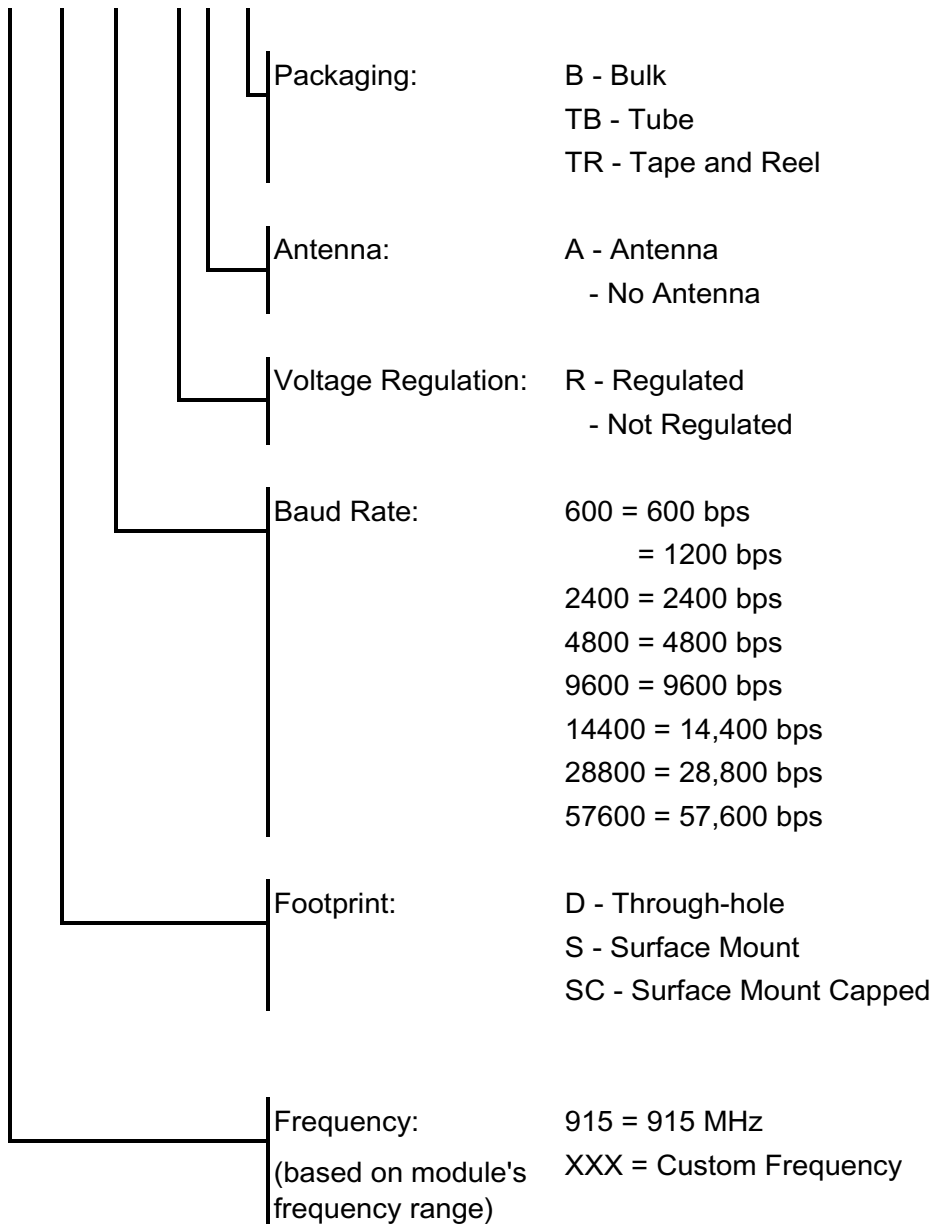 Packaging: B - Bulk
TB - Tube
TR - Tape and Reel
Antenna: A - Antenna
- No Antenna
Voltage Regulation: R - Regulated
- Not Regulated
Baud Rate: 600 = 600 bps
= 1200 bps
2400 = 2400 bps
4800 = 4800 bps
9600 = 9600 bps
14400 = 14,400 bps
28800 = 28,800 bps
57600 = 57,600 bps
Footprint: D - Through-hole
S - Surface Mount
SC - Surface Mount Capped
Frequency: 915 = 915 MHz
(based on module's XXX = Custom Frequency
frequency range)